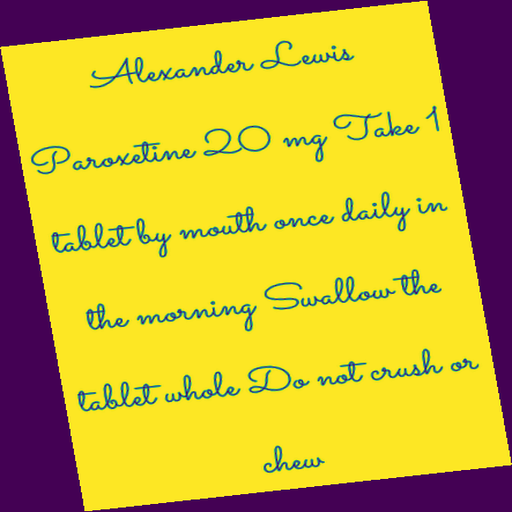 Alexander Lewis
Paroxetine 20 mg Take 1
tablet by mouth once daily in
the morning Swallow the
tablet whole Do not crush or
chew